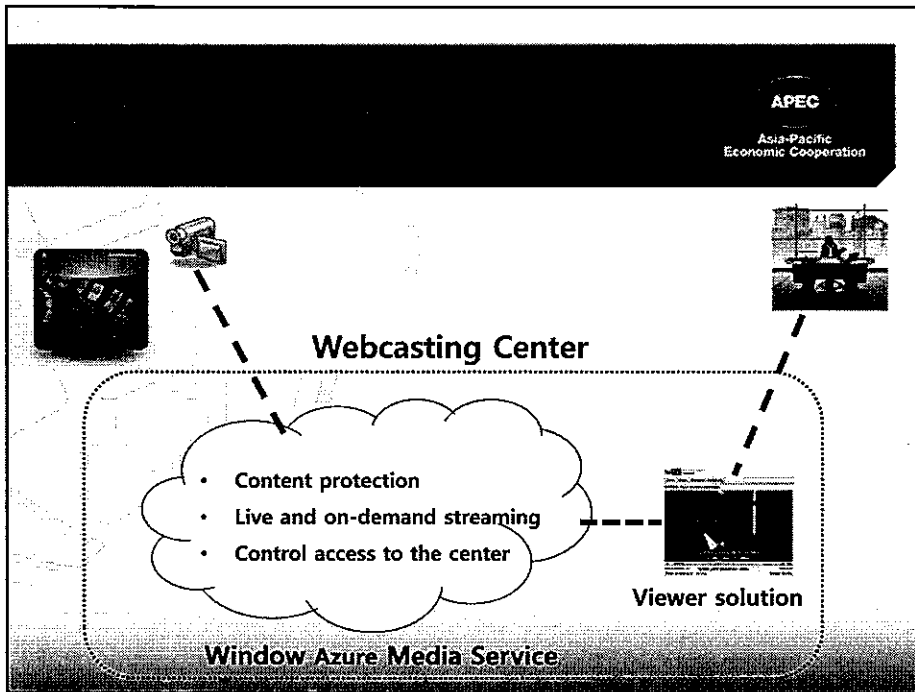 APEC
Asia-Pacific
Economic Cooperation
Webcasting Center
• Content protection
• Live and on-demand streaming
• Control access to the center
Viewer solution
Window Azure Media Service